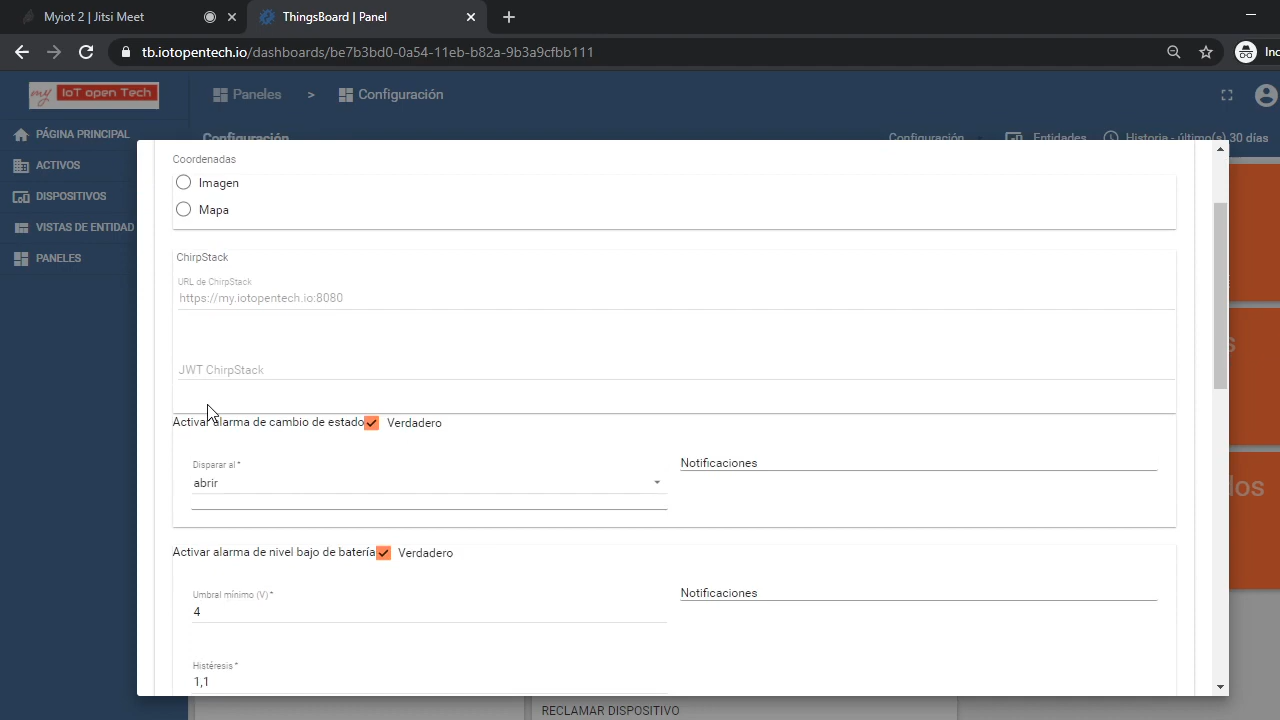 Myiot 2 | Jitsi Meet
ThingsBoard | Panel
tb.iotopentech.io/dashboards/be7b3bd0-0a54-11eb-b82a-9b3a9cfbb111
my IoT open Tech
Paneles > Configuración
PÁGINA PRINCIPAL
Configuración
Configuración
Entidades
Historia - último(s) 30 días
ACTIVOS
DISPOSITIVOS
VISTAS DE ENTIDAD
PANELES
Coordenadas
Imagen
Mapa
ChirpStack
URL de ChirpStack
https://my.iotopentech.io:8080
JWT ChirpStack
Activar alarma de cambio de estado Verdadero
Disparar al *
abrir
Notificaciones
Activar alarma de nivel bajo de batería Verdadero
Umbral mínimo (V) *
4
Notificaciones
Histéresis *
1,1
RECLAMAR DISPOSITIVO